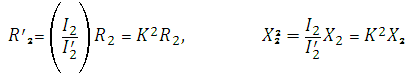 R'₂=(I₂/I'₂)R₂ = K²R₂, X²₂ = I₂/I'₂ X₂ = K²X₂